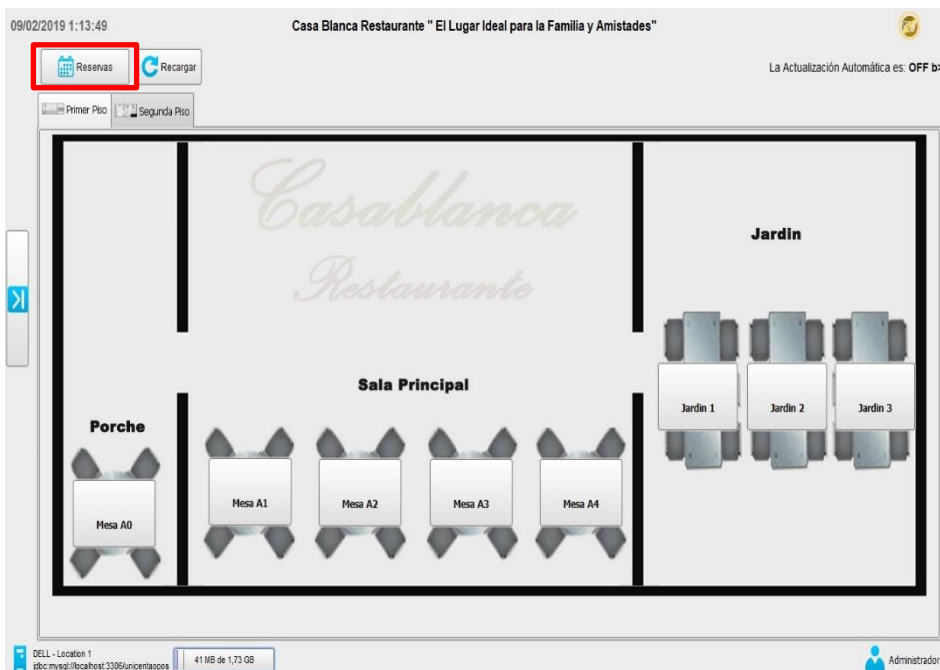 09/02/2019 1:13:49
Casa Blanca Restaurante " El Lugar Ideal para la Familia y Amistades"
Reservas
Recargar
La Actualización Automática es: OFF b>
Primer Piso
Segunda Piso
Casablanca
Restaurante
Jardin
Sala Principal
Porche
Jardin 1
Jardin 2
Jardin 3
Mesa A0
Mesa A1
Mesa A2
Mesa A3
Mesa A4
DELL - Location 1
jdbc:mysql://localhost:3306/unicentaopos
41 MB de 1,73 GB
Administrador